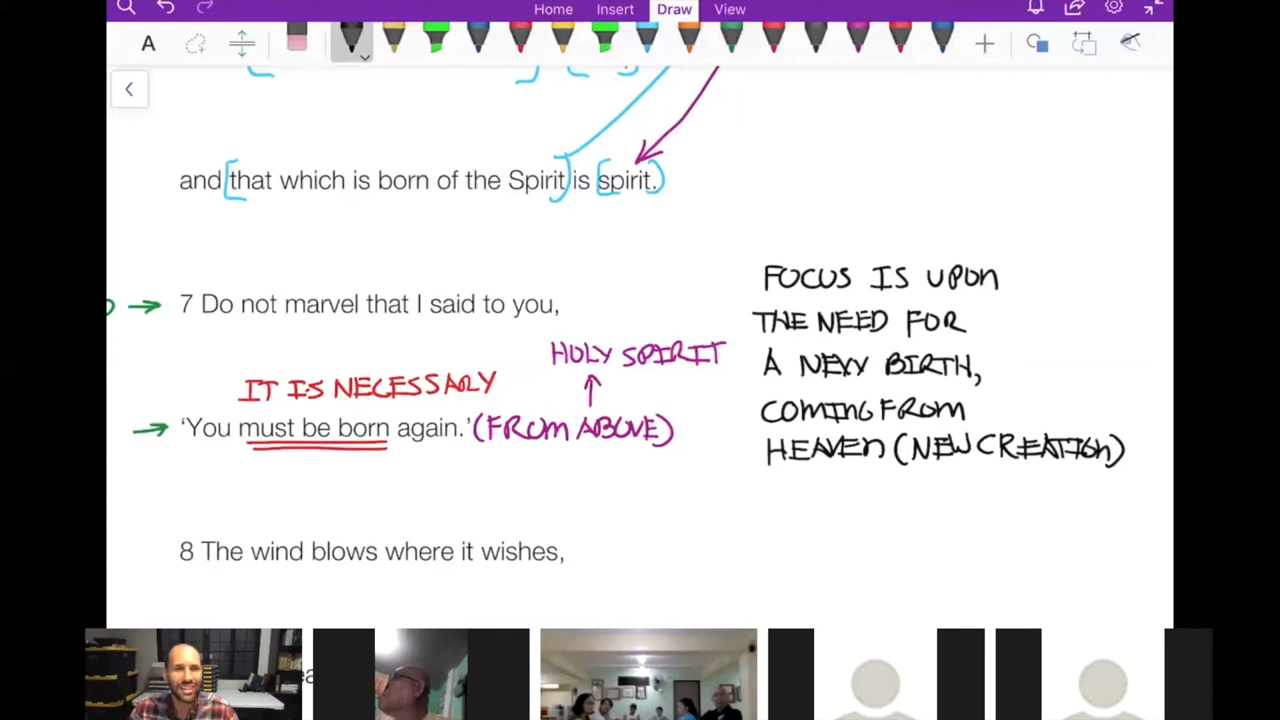 Home Insert Draw View
A
and [that which is born of the Spirit] is [spirit.)
7 Do not marvel that I said to you,
HOLY SPIRIT
IT IS NECESSARY
‘You must be born again.’ (FROM ABOVE)
FOCUS IS UPON
THE NEED FOR
A NEW BIRTH,
COMING FROM
HEAVEN (NEW CREATION)
8 The wind blows where it wishes,